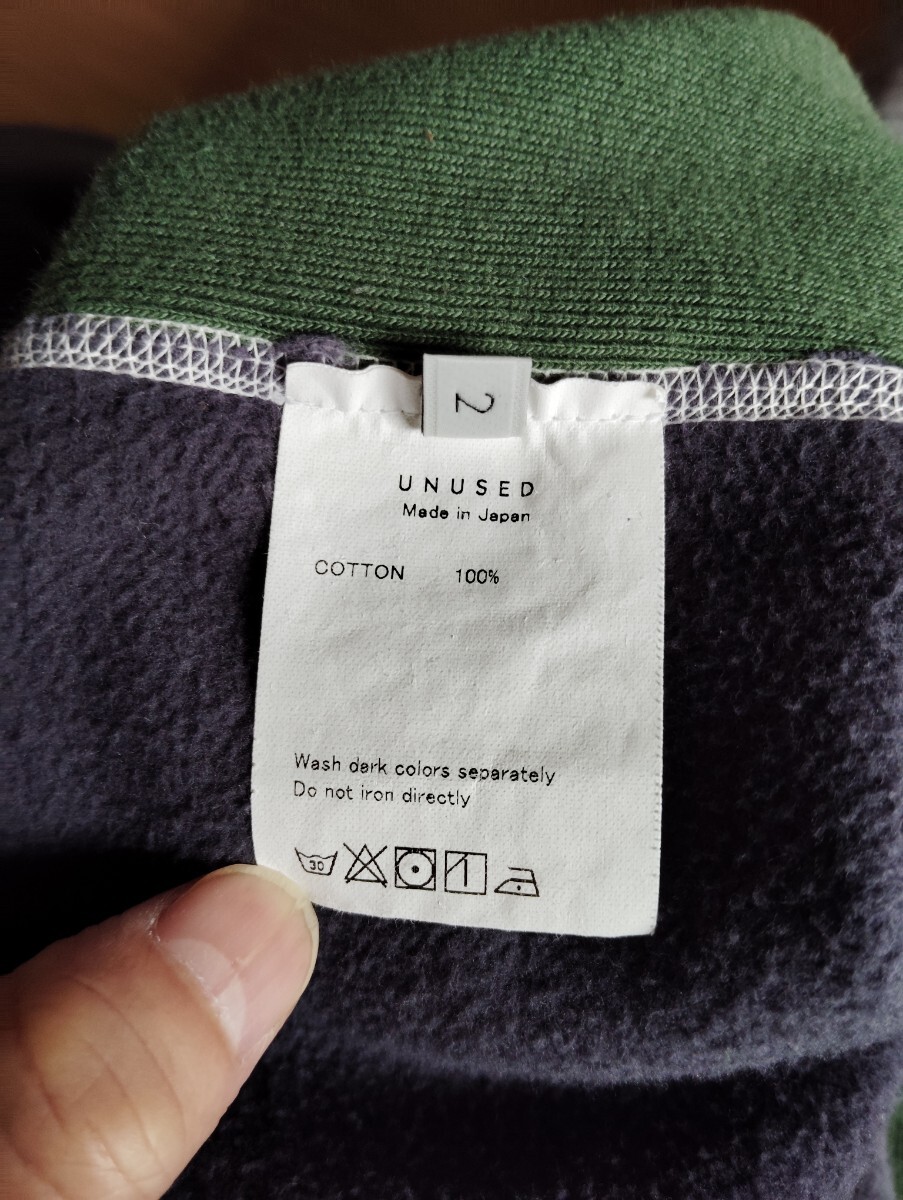 2
UNUSED
Made in Japan
COTTON 100%
Wash dark colors separately
Do not iron directly
30